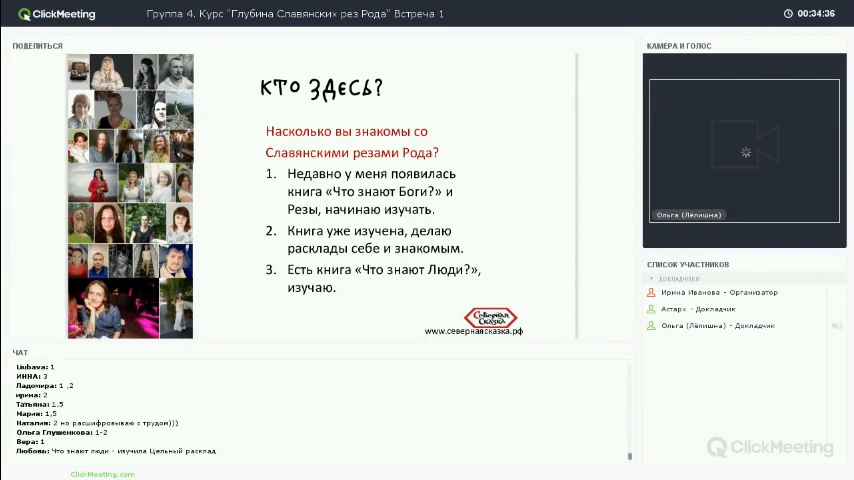 ClickMeeting
Группа 4. Курс "Глубина Славянских рез Рода" Встреча 1
00:34:36
ПОДЕЛИТЬСЯ
КТО ЗДЕСЬ?
Насколько вы знакомы со
Славянскими резами Рода?
1. Недавно у меня появилась
книга «Что знают Боги?» и
Резы, начинаю изучать.
2. Книга уже изучена, делаю
расклады себе и знакомым.
3. Есть книга «Что знают Люди?»,
изучаю.
Северная
Сказка
www.севернаясказка.рф
КАМЕРА И ГОЛОС
Ольга (Лёлишна)
СПИСОК УЧАСТНИКОВ
ДОКЛАДЧИКИ
Ирина Иванова - Организатор
Астарх - Докладчик
Ольга (Лёлишна) - Докладчик
ClickMeeting
ЧАТ
Liubava: 1
ИННА: 3
Ладомира: 1 ,2
ирина: 2
Татьяна: 1,5
Мария: 1,5
Наталия: 2 но расшифровываю с трудом)))
Ольга Глушенкова: 1-2
Вера: 1
Любовь: Что знают люди - изучила Цельный расклад
ClickMeeting.com